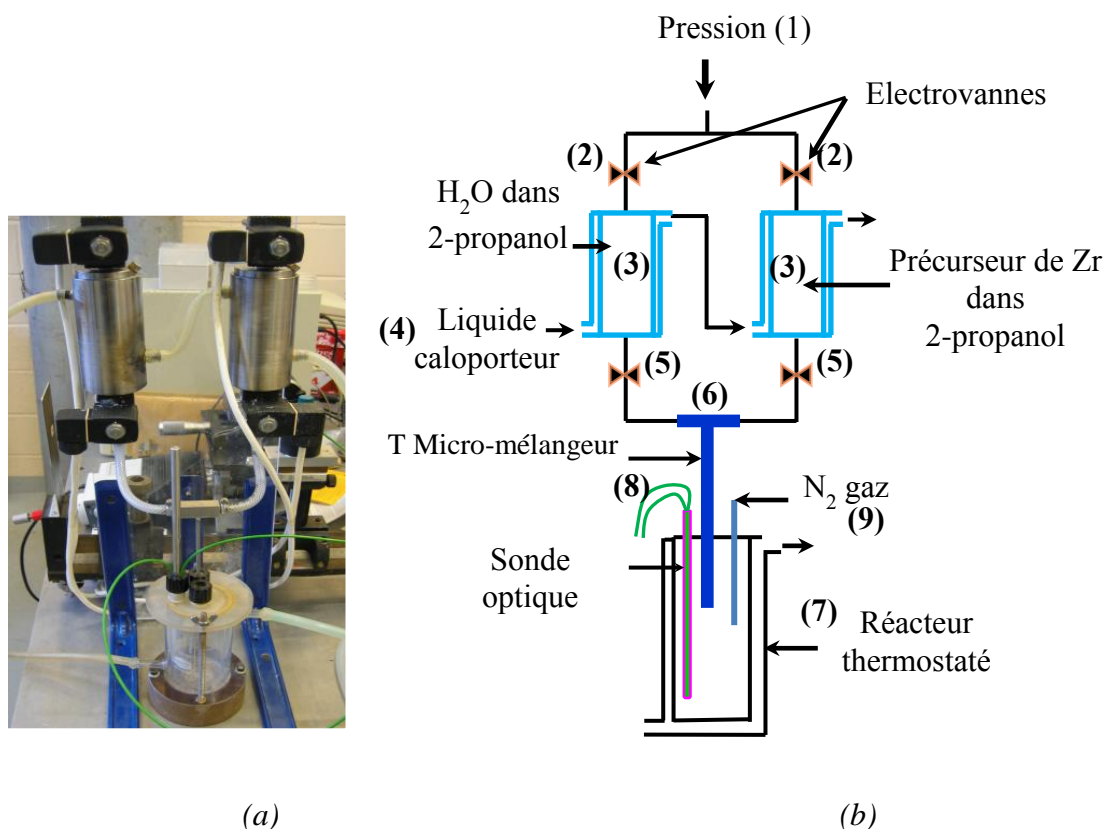 Pression (1)
Electrovannes
(2)
(2)
H₂O dans
2-propanol
(3)
(3)
Précurseur de Zr
dans
2-propanol
(4)
Liquide
caloporteur
(5)
(5)
(6)
T Micro-mélangeur
(8)
N₂ gaz
(9)
Sonde
optique
(7)
Réacteur
thermostaté
(a)
(b)